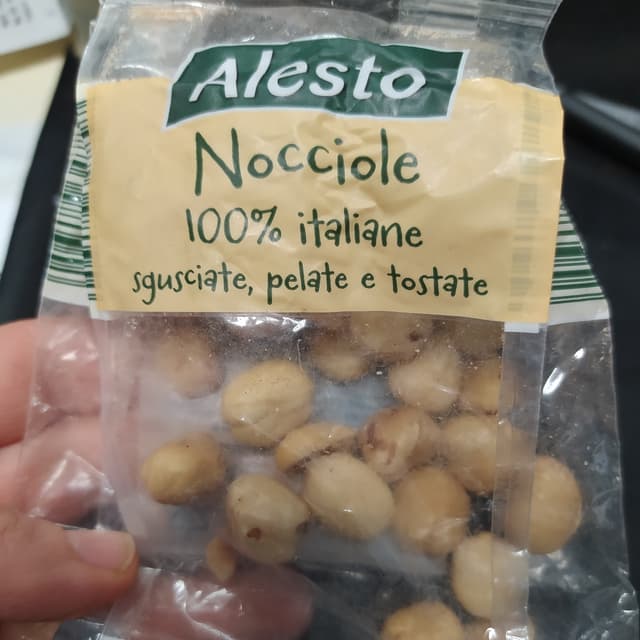 Alesto
Nocciole
100% italiane
sgusciate, pelate e tostate